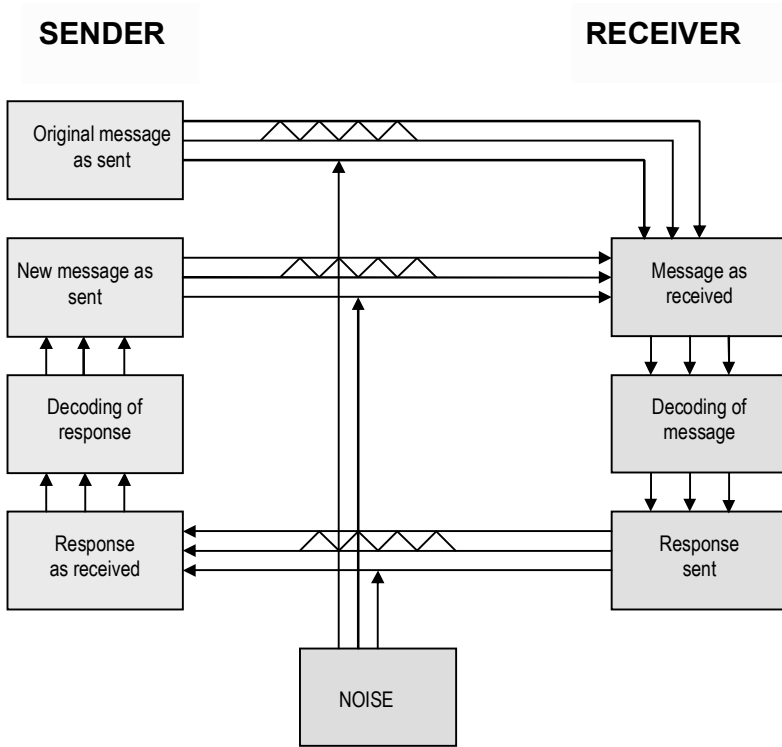 SENDER
RECEIVER
Original message
as sent
New message as
sent
Message as
received
Decoding of
response
Decoding of
message
Response
as received
Response
sent
NOISE